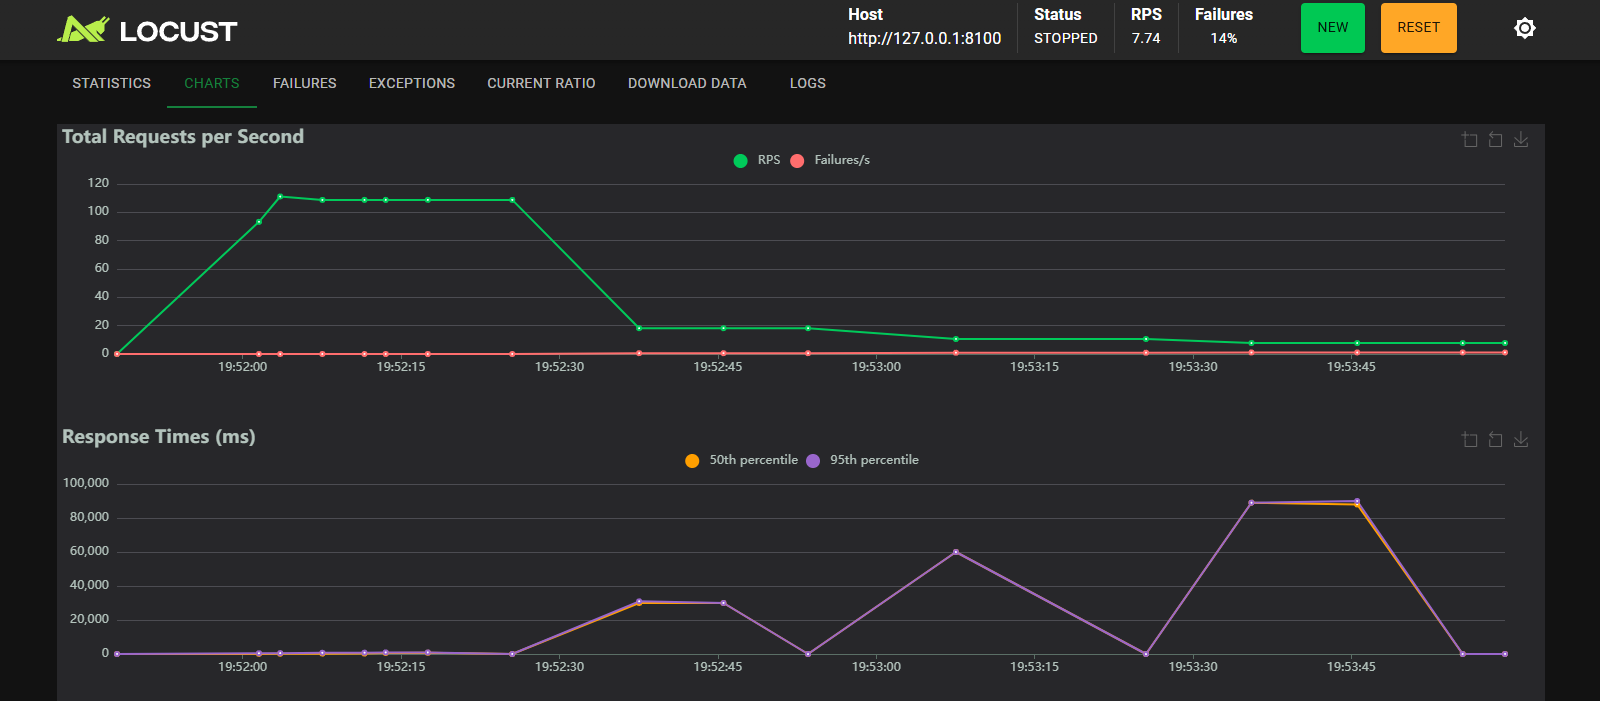 LOCUST
Host
http://127.0.0.1:8100
Status
STOPPED
RPS
7.74
Failures
14%
NEW
RESET
STATISTICS CHARTS FAILURES EXCEPTIONS CURRENT RATIO DOWNLOAD DATA LOGS
Total Requests per Second
RPS Failures/s
120
100
80
60
40
20
0
19:52:00 19:52:15 19:52:30 19:52:45 19:53:00 19:53:15 19:53:30 19:53:45
Response Times (ms)
50th percentile 95th percentile
100,000
80,000
60,000
40,000
20,000
0
19:52:00 19:52:15 19:52:30 19:52:45 19:53:00 19:53:15 19:53:30 19:53:45